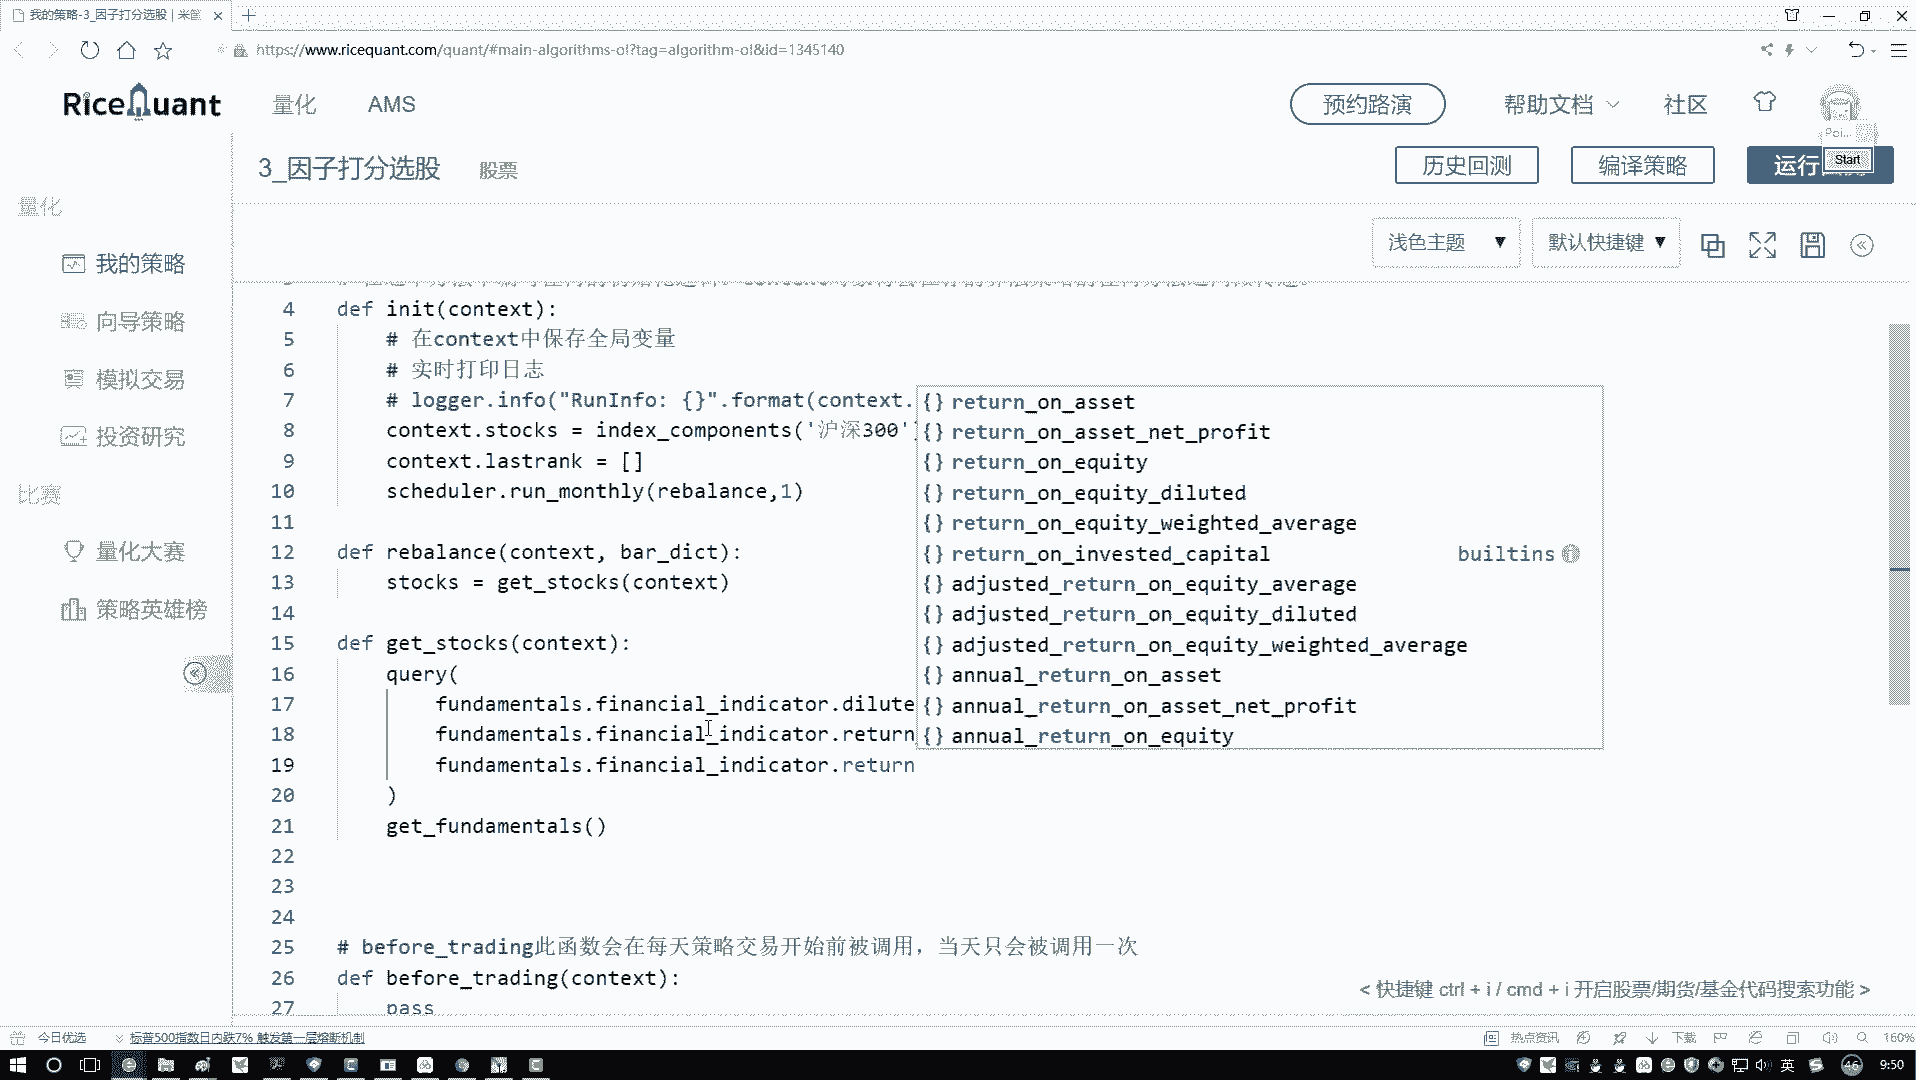 我的策略-3_因子打分选股 | 米筐
https://www.ricequant.com/quant/#main-algorithms-ol?tag=algorithm-ol&id=1345140
RiceQuant
量化
AMS
预约路演
帮助文档
社区
Poi...
Start
3_因子打分选股
股票
历史回测
编译策略
运行
量化
我的策略
向导策略
模拟交易
投资研究
比赛
量化大赛
策略英雄榜
浅色主题 ▼
默认快捷键 ▼
4 def init(context):
5 # 在context中保存全局变量
6 # 实时打印日志
7 # logger.info("RunInfo: {}".format(context.
8 context.stocks = index_components('沪深300'
9 context.lastrank = []
10 scheduler.run_monthly(rebalance,1)
11
12 def rebalance(context, bar_dict):
13 stocks = get_stocks(context)
14
15 def get_stocks(context):
16 query(
17 fundamentals.financial_indicator.dilute
18 fundamentals.financial_indicator.return
19 fundamentals.financial_indicator.return
20 )
21 get_fundamentals()
22
23
24
25 # before_trading此函数会在每天策略交易开始前被调用，当天只会被调用一次
26 def before_trading(context):
27 pass
{} return_on_asset
{} return_on_asset_net_profit
{} return_on_equity
{} return_on_equity_diluted
{} return_on_equity_weighted_average
{} return_on_invested_capital builtins
{} adjusted_return_on_equity_average
{} adjusted_return_on_equity_diluted
{} adjusted_return_on_equity_weighted_average
{} annual_return_on_asset
{} annual_return_on_asset_net_profit
{} annual_return_on_equity
< 快捷键 ctrl + i / cmd + i 开启股票/期货/基金代码搜索功能 >
今日优选
标普500指数日内跌7% 触发第一层熔断机制
热点资讯
下载
160%
英
46
9:50